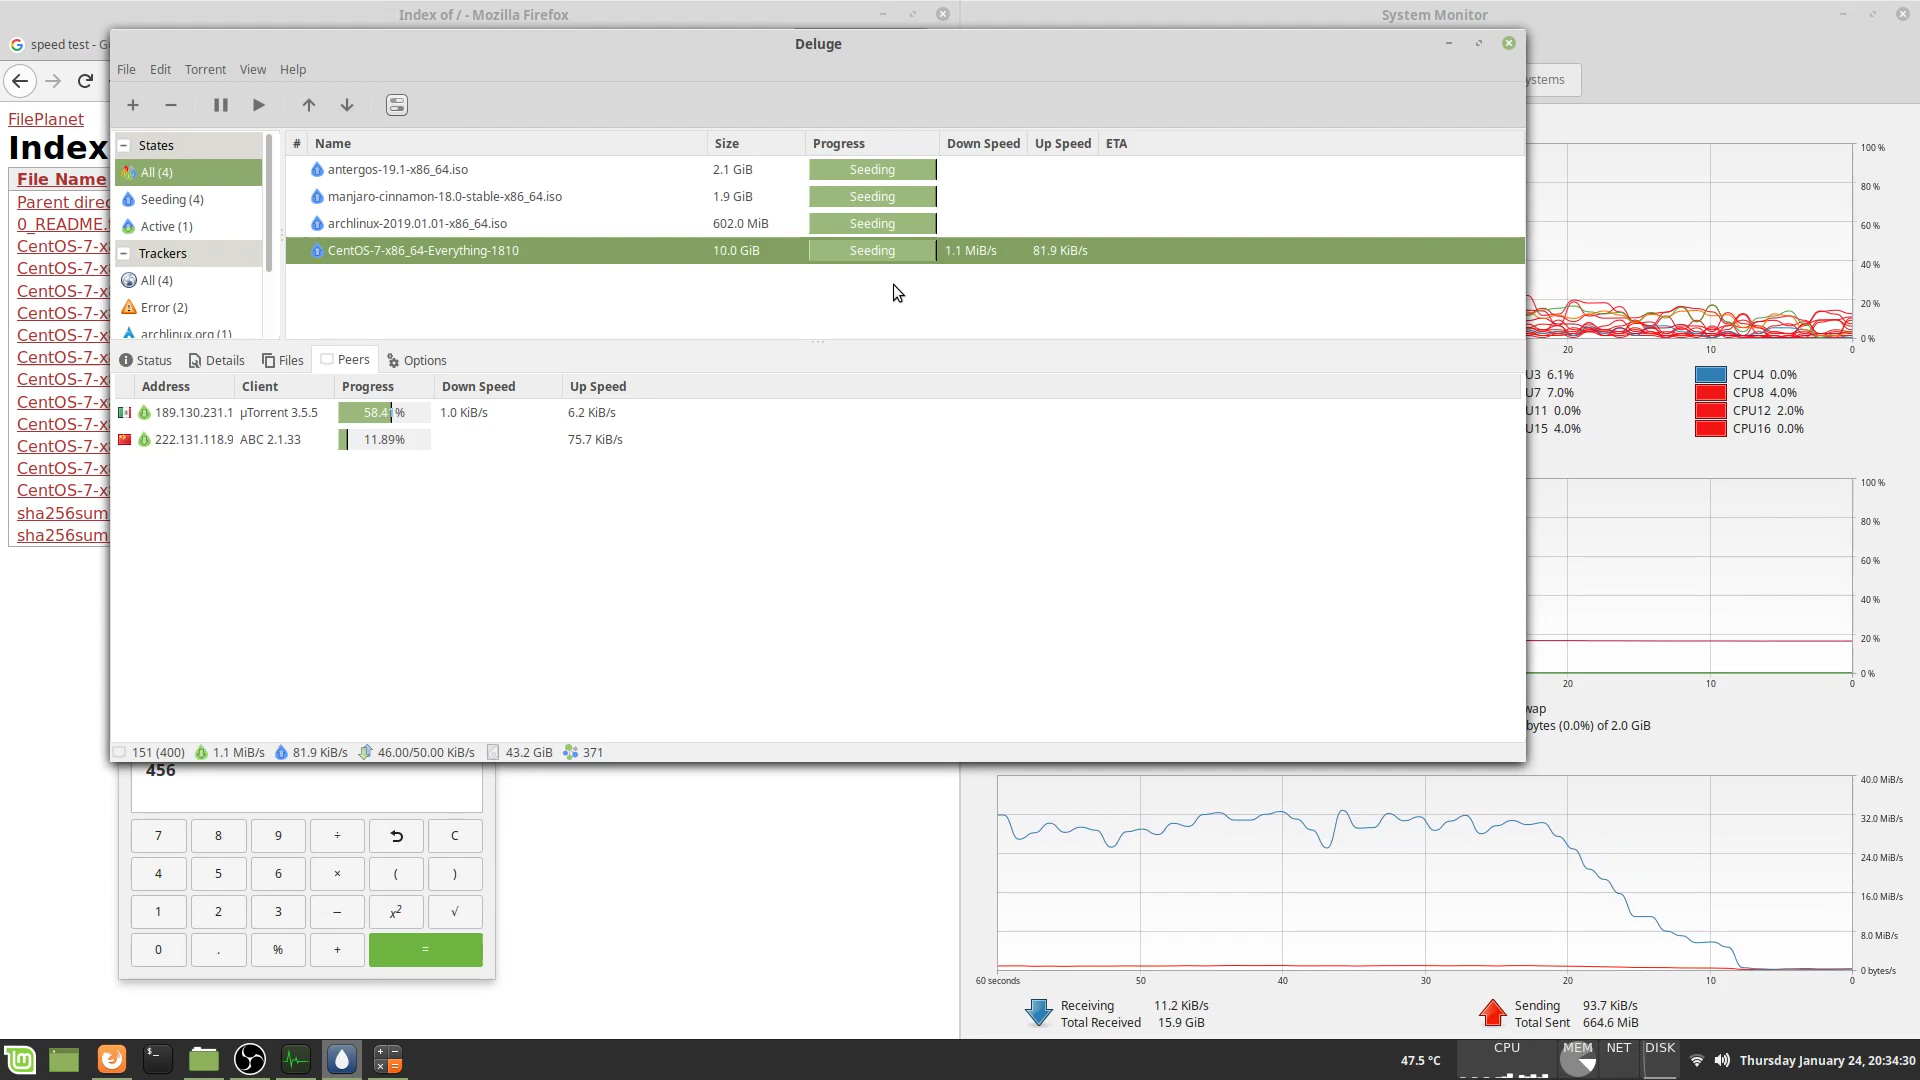 Index of / - Mozilla Firefox
System Monitor
speed test - G
Deluge
File Edit Torrent View Help
ystems
FilePlanet
Index
File Name
Parent direc
0_README.
CentOS-7-x
CentOS-7-x
CentOS-7-x
CentOS-7-x
CentOS-7-x
CentOS-7-x
CentOS-7-x
CentOS-7-x
CentOS-7-x
CentOS-7-x
CentOS-7-x
CentOS-7-x
sha256sum
sha256sum
States
All (4)
Seeding (4)
Active (1)
Trackers
All (4)
Error (2)
archlinux.org (1)
# Name Size Progress Down Speed Up Speed ETA
antergos-19.1-x86_64.iso 2.1 GiB Seeding
manjaro-cinnamon-18.0-stable-x86_64.iso 1.9 GiB Seeding
archlinux-2019.01.01-x86_64.iso 602.0 MiB Seeding
CentOS-7-x86_64-Everything-1810 10.0 GiB Seeding 1.1 MiB/s 81.9 KiB/s
Status Details Files Peers Options
Address Client Progress Down Speed Up Speed
189.130.231.1 µTorrent 3.5.5 58.41% 1.0 KiB/s 6.2 KiB/s
222.131.118.9 ABC 2.1.33 11.89% 75.7 KiB/s
151 (400) 1.1 MiB/s 81.9 KiB/s 46.00/50.00 KiB/s 43.2 GiB 371
100 %
80 %
60 %
40 %
20 %
0 %
20 10 0
U3 6.1% CPU4 0.0%
U7 7.0% CPU8 4.0%
U11 0.0% CPU12 2.0%
U15 4.0% CPU16 0.0%
100 %
80 %
60 %
40 %
20 %
0 %
20 10 0
wap
bytes (0.0%) of 2.0 GiB
40.0 MiB/s
32.0 MiB/s
24.0 MiB/s
16.0 MiB/s
8.0 MiB/s
0 bytes/s
60 seconds 50 40 30 20 10 0
Receiving 11.2 KiB/s
Total Received 15.9 GiB
Sending 93.7 KiB/s
Total Sent 664.6 MiB
456
7 8 9 ÷ C
4 5 6 × ( )
1 2 3 − x² √
0 . % + =
47.5 °C
CPU MEM NET DISK
Thursday January 24, 20:34:30